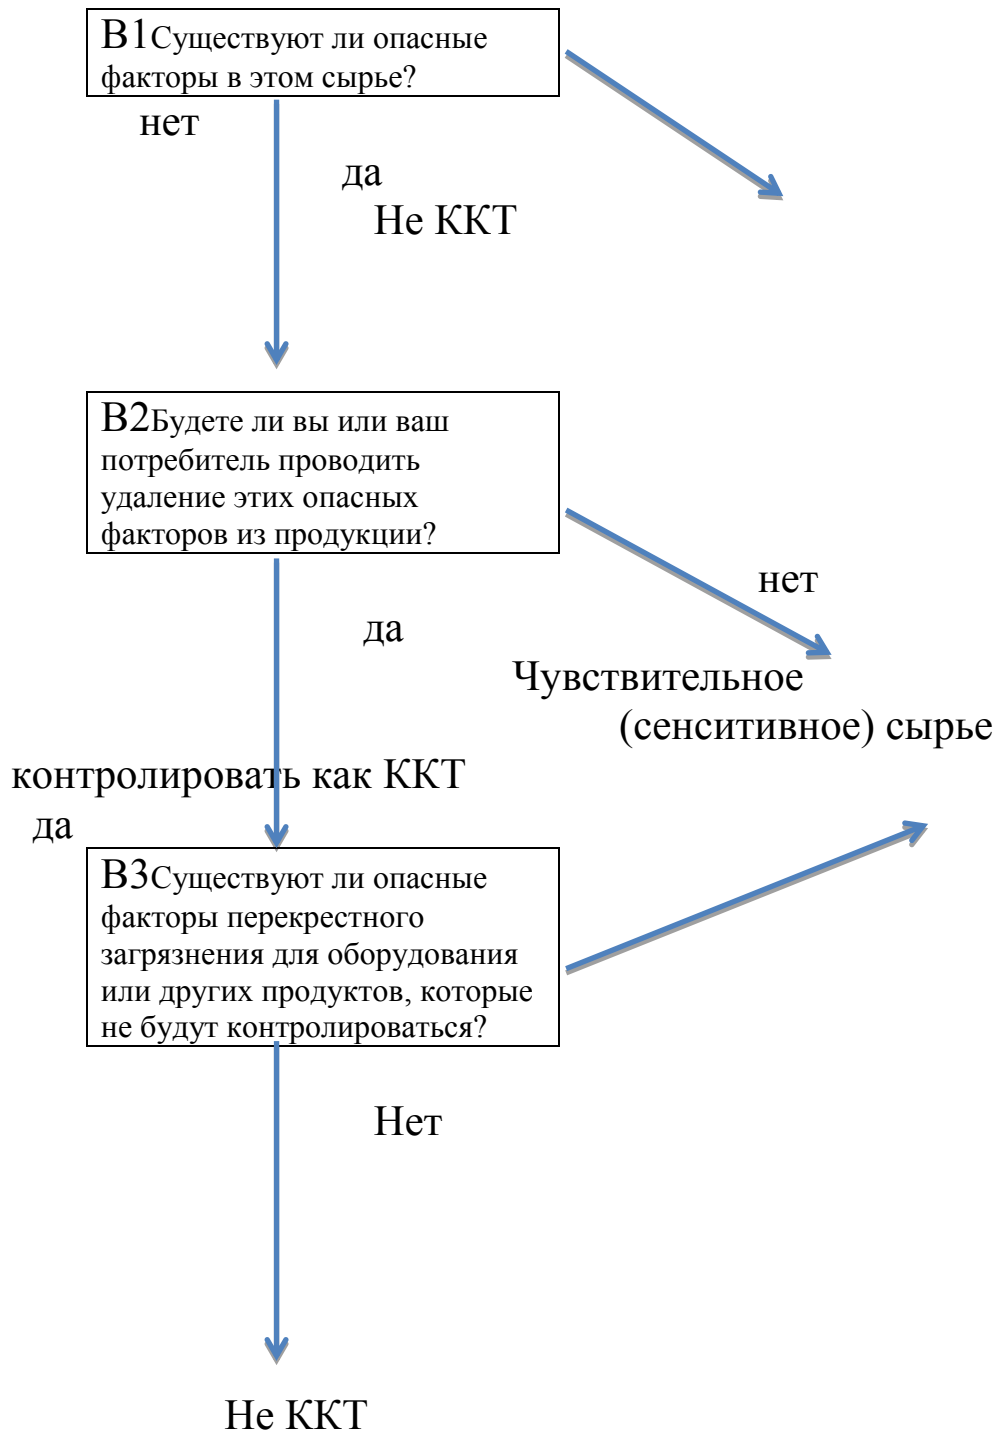 В1Существуют ли опасные
факторы в этом сырье?
нет
да
Не ККТ
В2Будете ли вы или ваш
потребитель проводить
удаление этих опасных
факторов из продукции?
нет
да
Чувствительное
(сенситивное) сырье
контролировать как ККТ
да
В3Существуют ли опасные
факторы перекрестного
загрязнения для оборудования
или других продуктов, которые
не будут контролироваться?
Нет
Не ККТ